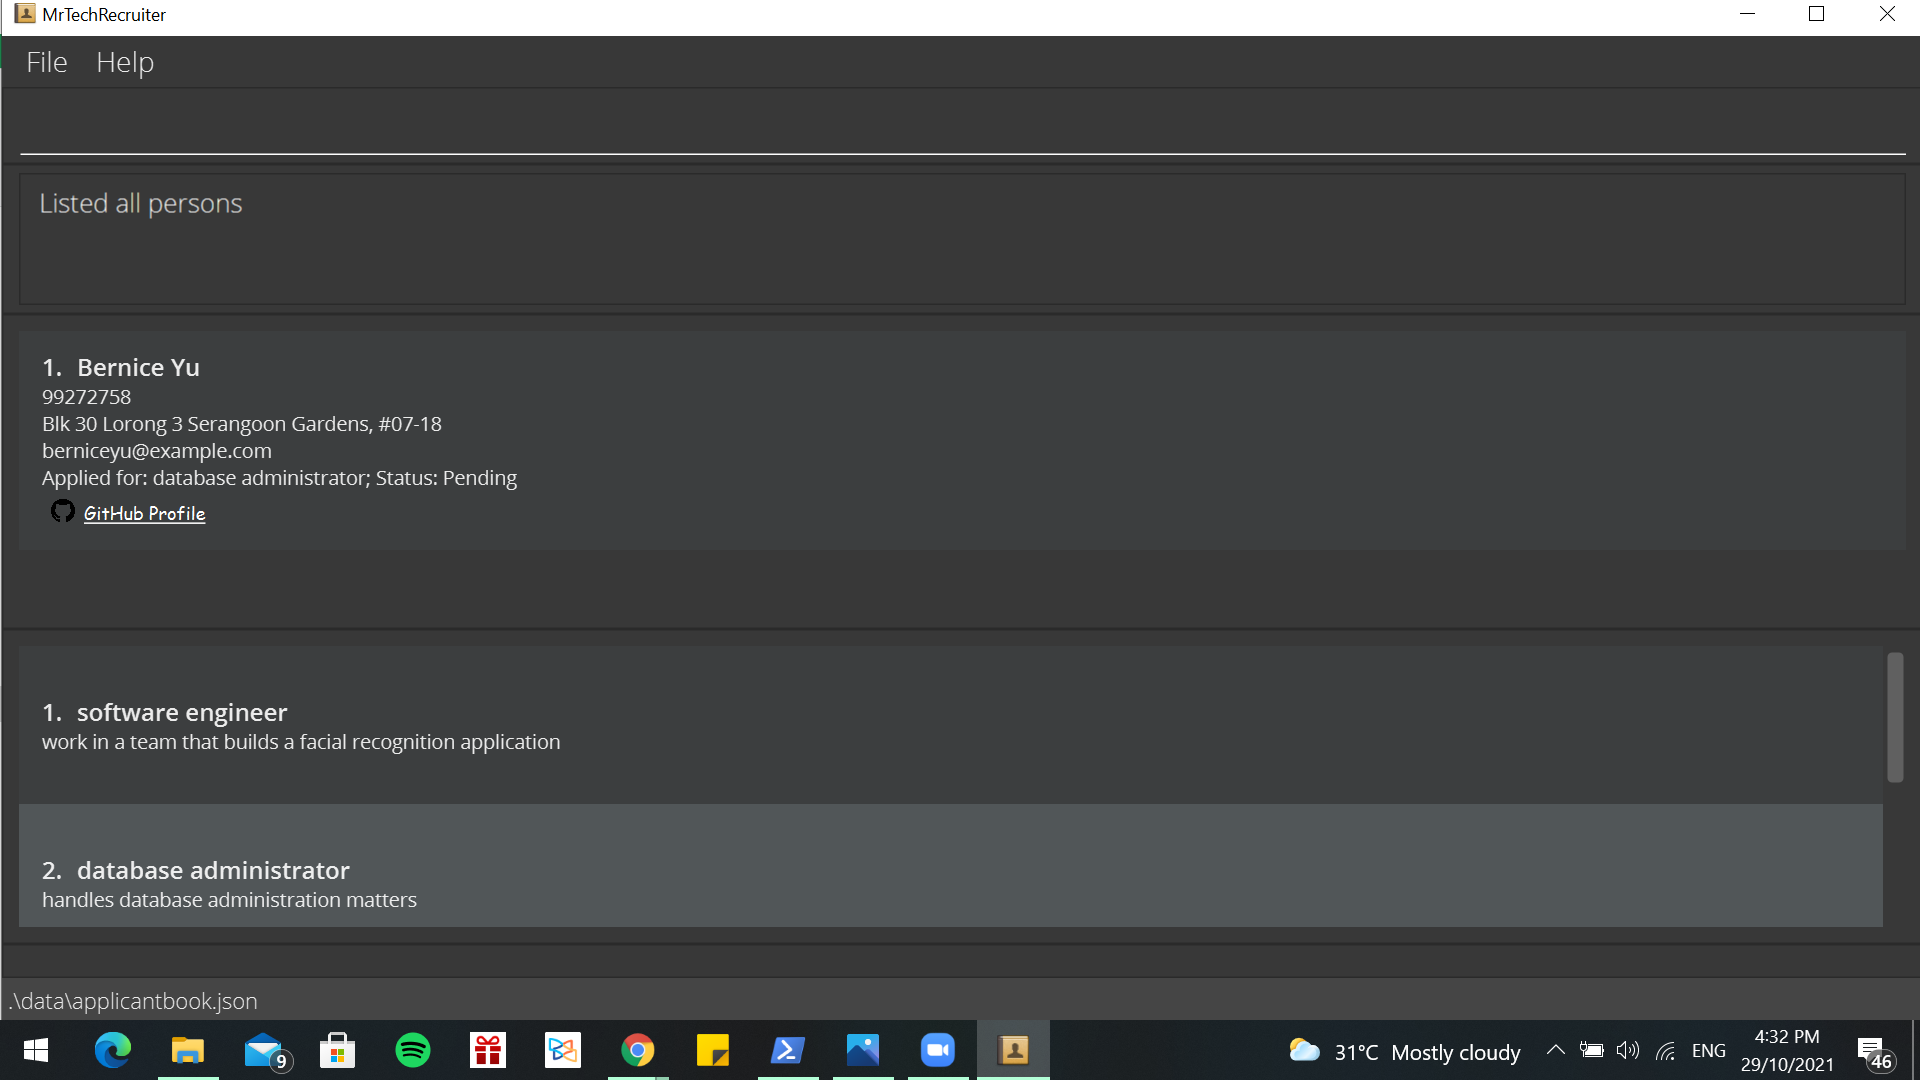 MrTechRecruiter
File Help
Listed all persons
1. Bernice Yu
99272758
Blk 30 Lorong 3 Serangoon Gardens, #07-18
berniceyu@example.com
Applied for: database administrator; Status: Pending
GitHub Profile
1. software engineer
work in a team that builds a facial recognition application
2. database administrator
handles database administration matters
.\data\applicantbook.json
9
31°C Mostly cloudy
ENG
4:32 PM
29/10/2021
46